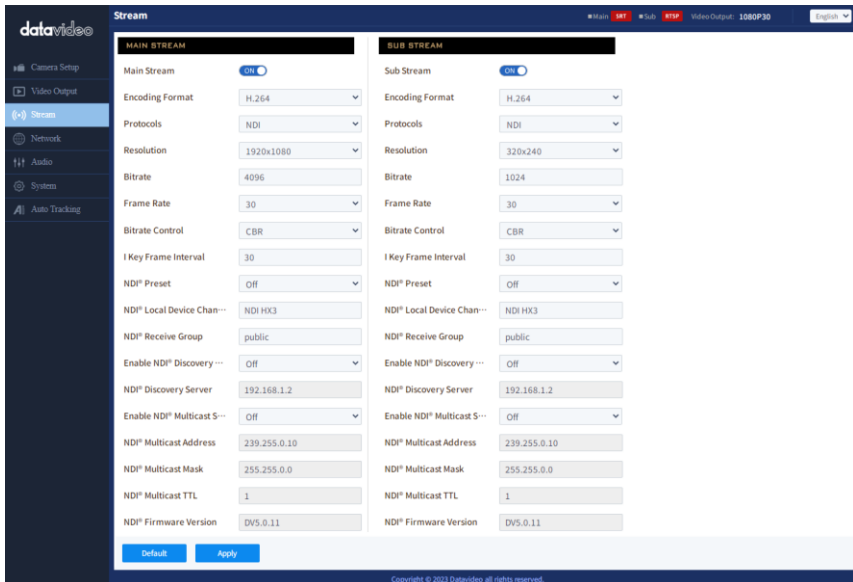 datavideo
Stream
Main SRT Sub RTSP Video Output: 1080P30 English
Camera Setup
Video Output
Stream
Network
Audio
System
Auto Tracking
MAIN STREAM
Main Stream ON
Encoding Format H.264
Protocols NDI
Resolution 1920x1080
Bitrate 4096
Frame Rate 30
Bitrate Control CBR
I Key Frame Interval 30
NDI® Preset Off
NDI® Local Device Chan··· NDI HX3
NDI® Receive Group public
Enable NDI® Discovery ··· Off
NDI® Discovery Server 192.168.1.2
Enable NDI® Multicast S··· Off
NDI® Multicast Address 239.255.0.10
NDI® Multicast Mask 255.255.0.0
NDI® Multicast TTL 1
NDI® Firmware Version DV5.0.11
SUB STREAM
Sub Stream ON
Encoding Format H.264
Protocols NDI
Resolution 320x240
Bitrate 1024
Frame Rate 30
Bitrate Control CBR
I Key Frame Interval 30
NDI® Preset Off
NDI® Local Device Chan··· NDI HX3
NDI® Receive Group public
Enable NDI® Discovery ··· Off
NDI® Discovery Server 192.168.1.2
Enable NDI® Multicast S··· Off
NDI® Multicast Address 239.255.0.10
NDI® Multicast Mask 255.255.0.0
NDI® Multicast TTL 1
NDI® Firmware Version DV5.0.11
Default Apply
Copyright © 2023 Datavideo all rights reserved.